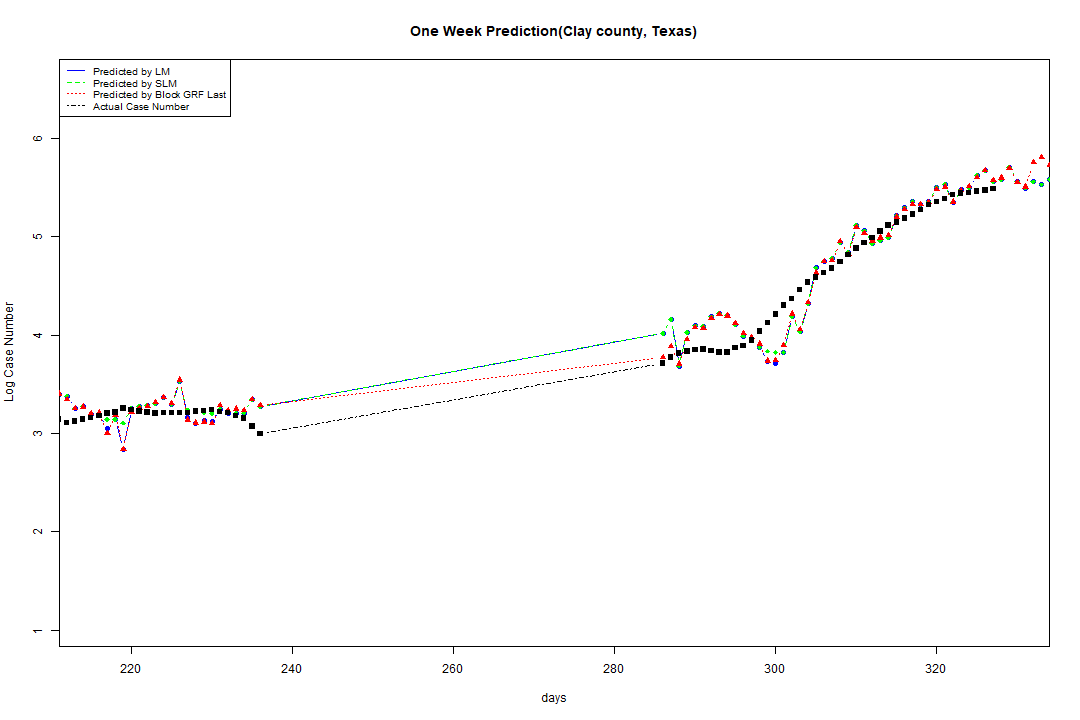 One Week Prediction(Clay county, Texas)
Predicted by LM
Predicted by SLM
Predicted by Block GRF Last
Actual Case Number
Log Case Number
6
5
4
3
2
1
220 240 260 280 300 320
days